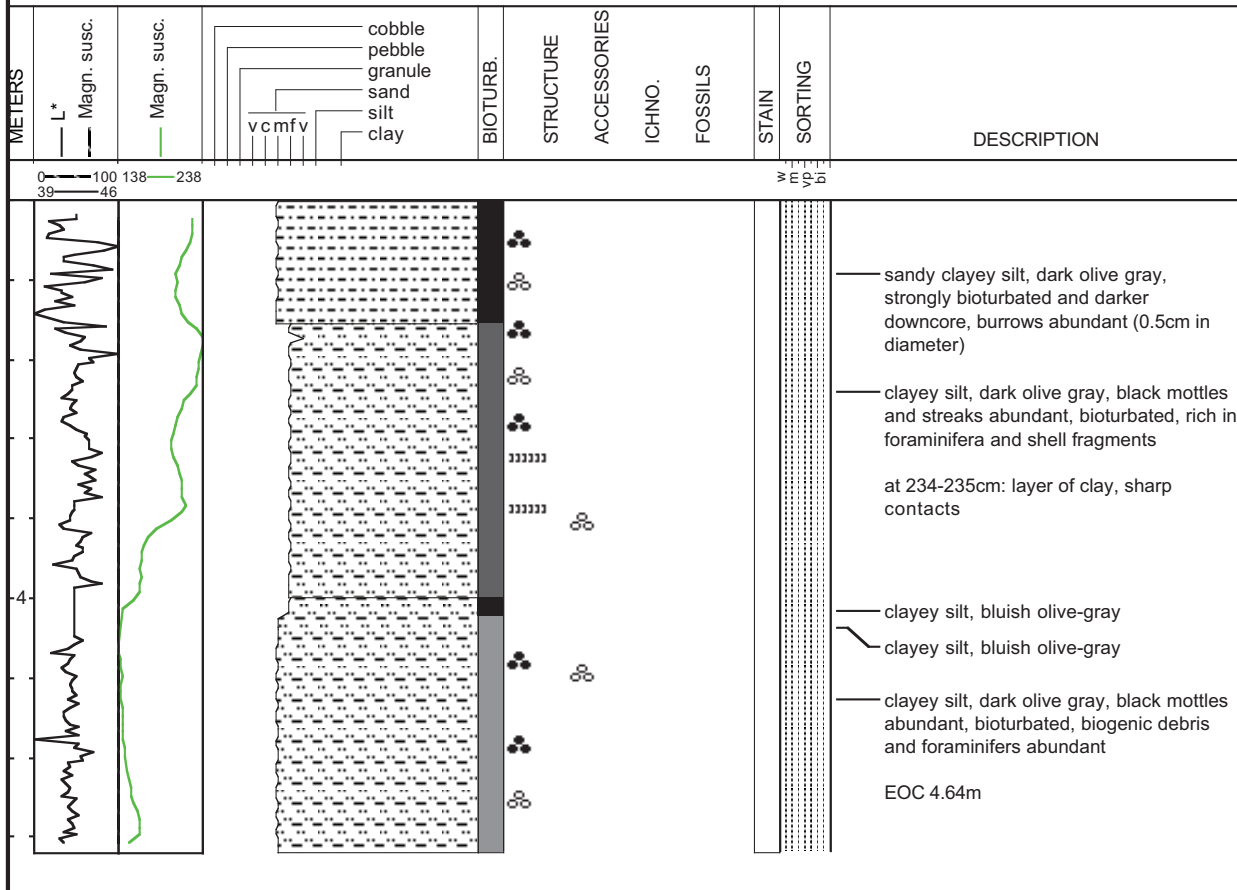 METERS
L*
Magn. susc.
Magn. susc.
cobble
pebble
granule
sand
silt
clay
v c m f v
BIOTURB.
STRUCTURE
ACCESSORIES
ICHNO.
FOSSILS
STAIN
SORTING
DESCRIPTION
0 100 138 238
39 46
w
m
vp
bi
sandy clayey silt, dark olive gray,
strongly bioturbated and darker
downcore, burrows abundant (0.5cm in
diameter)
clayey silt, dark olive gray, black mottles
and streaks abundant, bioturbated, rich in
foraminifera and shell fragments
at 234-235cm: layer of clay, sharp
contacts
4
clayey silt, bluish olive-gray
clayey silt, bluish olive-gray
clayey silt, dark olive gray, black mottles
abundant, bioturbated, biogenic debris
and foraminifers abundant
EOC 4.64m